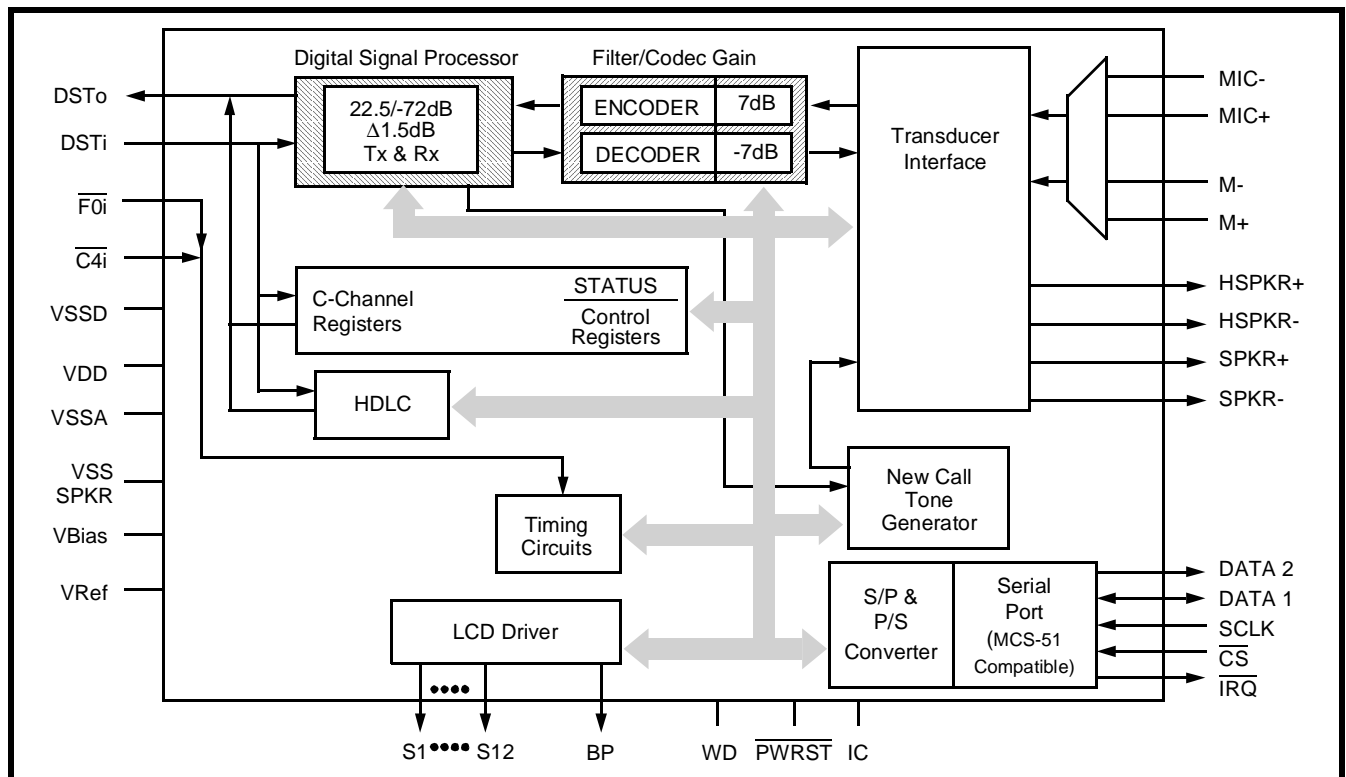 Digital Signal Processor
Filter/Codec Gain
DSTo
DSTi
F0i
C4i
VSSD
VDD
VSSA
VSS
SPKR
VBias
VRef
22.5/-72dB
Δ1.5dB
Tx & Rx
ENCODER
7dB
DECODER
-7dB
Transducer
Interface
MIC-
MIC+
M-
M+
HSPKR+
HSPKR-
SPKR+
SPKR-
C-Channel
Registers
STATUS
Control
Registers
HDLC
Timing
Circuits
New Call
Tone
Generator
LCD Driver
S/P &
P/S
Converter
Serial
Port
(MCS-51
Compatible)
DATA 2
DATA 1
SCLK
CS
IRQ
S1
S12
BP
WD
PWRST
IC